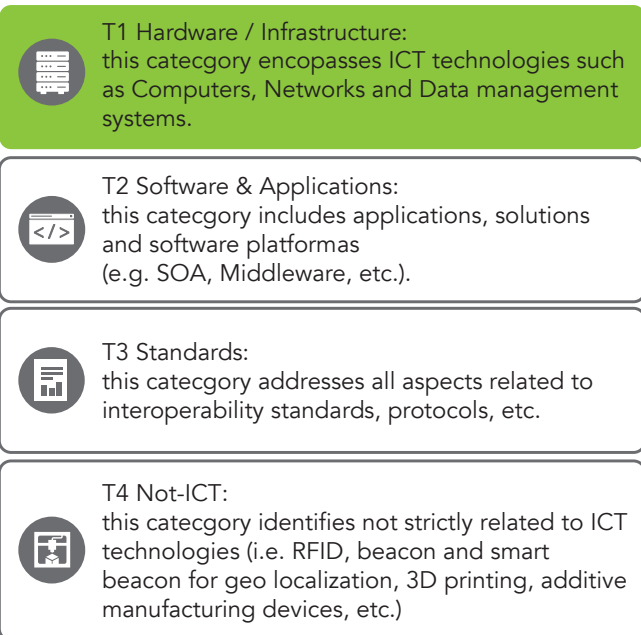 T1 Hardware / Infrastructure:
this catecgory encopasses ICT technologies such
as Computers, Networks and Data management
systems.
T2 Software & Applications:
this catecgory includes applications, solutions
and software platformas
(e.g. SOA, Middleware, etc.).
</>
T3 Standards:
this catecgory addresses all aspects related to
interoperability standards, protocols, etc.
T4 Not-ICT:
this catecgory identifies not strictly related to ICT
technologies (i.e. RFID, beacon and smart
beacon for geo localization, 3D printing, additive
manufacturing devices, etc.)